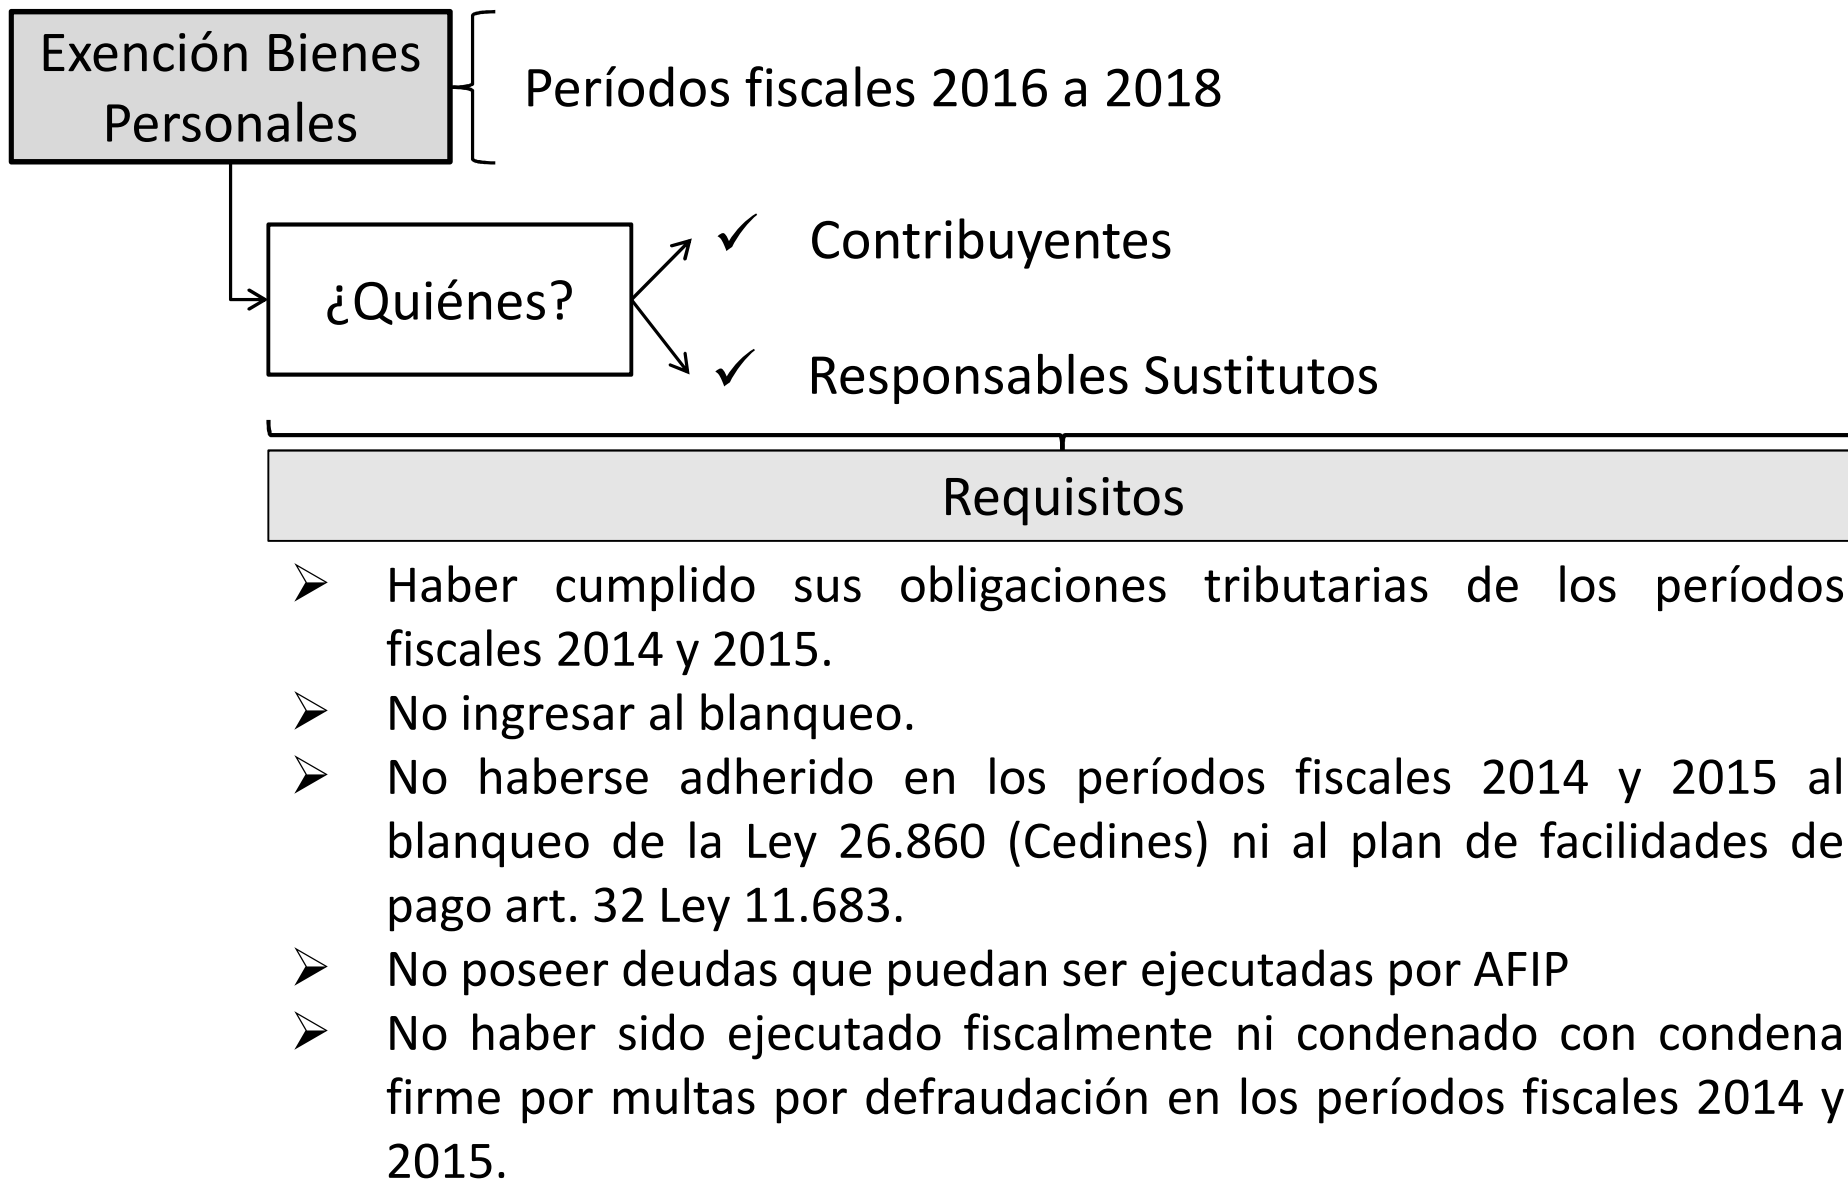 Exención Bienes
Personales
Períodos fiscales 2016 a 2018
¿Quiénes?
✓ Contribuyentes
✓ Responsables Sustitutos
Requisitos
➢ Haber cumplido sus obligaciones tributarias de los períodos
fiscales 2014 y 2015.
➢ No ingresar al blanqueo.
➢ No haberse adherido en los períodos fiscales 2014 y 2015 al
blanqueo de la Ley 26.860 (Cedines) ni al plan de facilidades de
pago art. 32 Ley 11.683.
➢ No poseer deudas que puedan ser ejecutadas por AFIP
➢ No haber sido ejecutado fiscalmente ni condenado con condena
firme por multas por defraudación en los períodos fiscales 2014 y
2015.